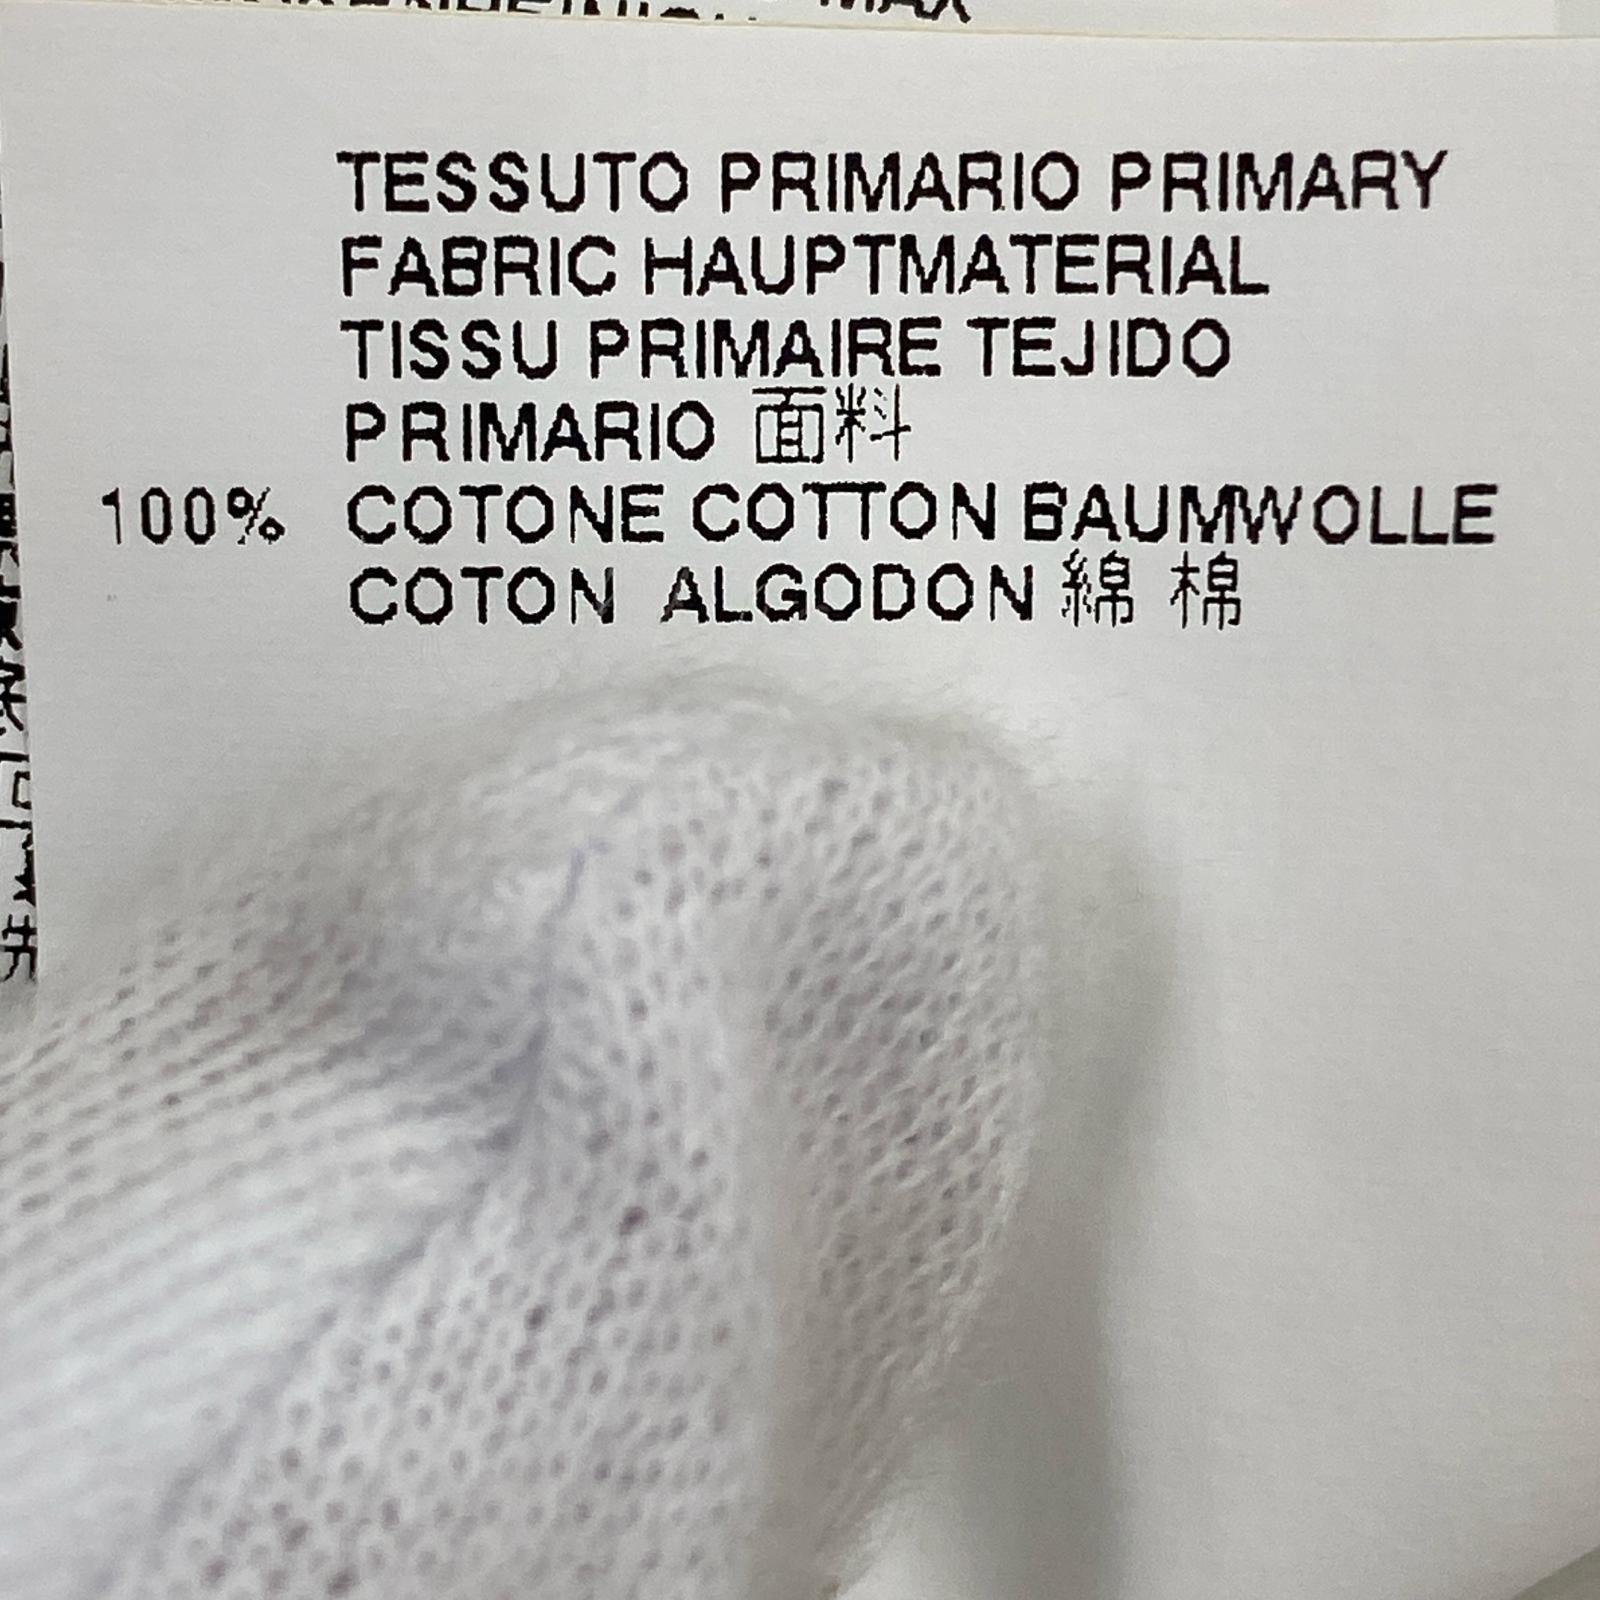 MAX
TESSUTO PRIMARIO PRIMARY
FABRIC HAUPTMATERIAL
TISSU PRIMAIRE TEJIDO
PRIMARIO 面料
100% COTONE COTTON BAUMWOLLE
COTON ALGODON 綿 棉